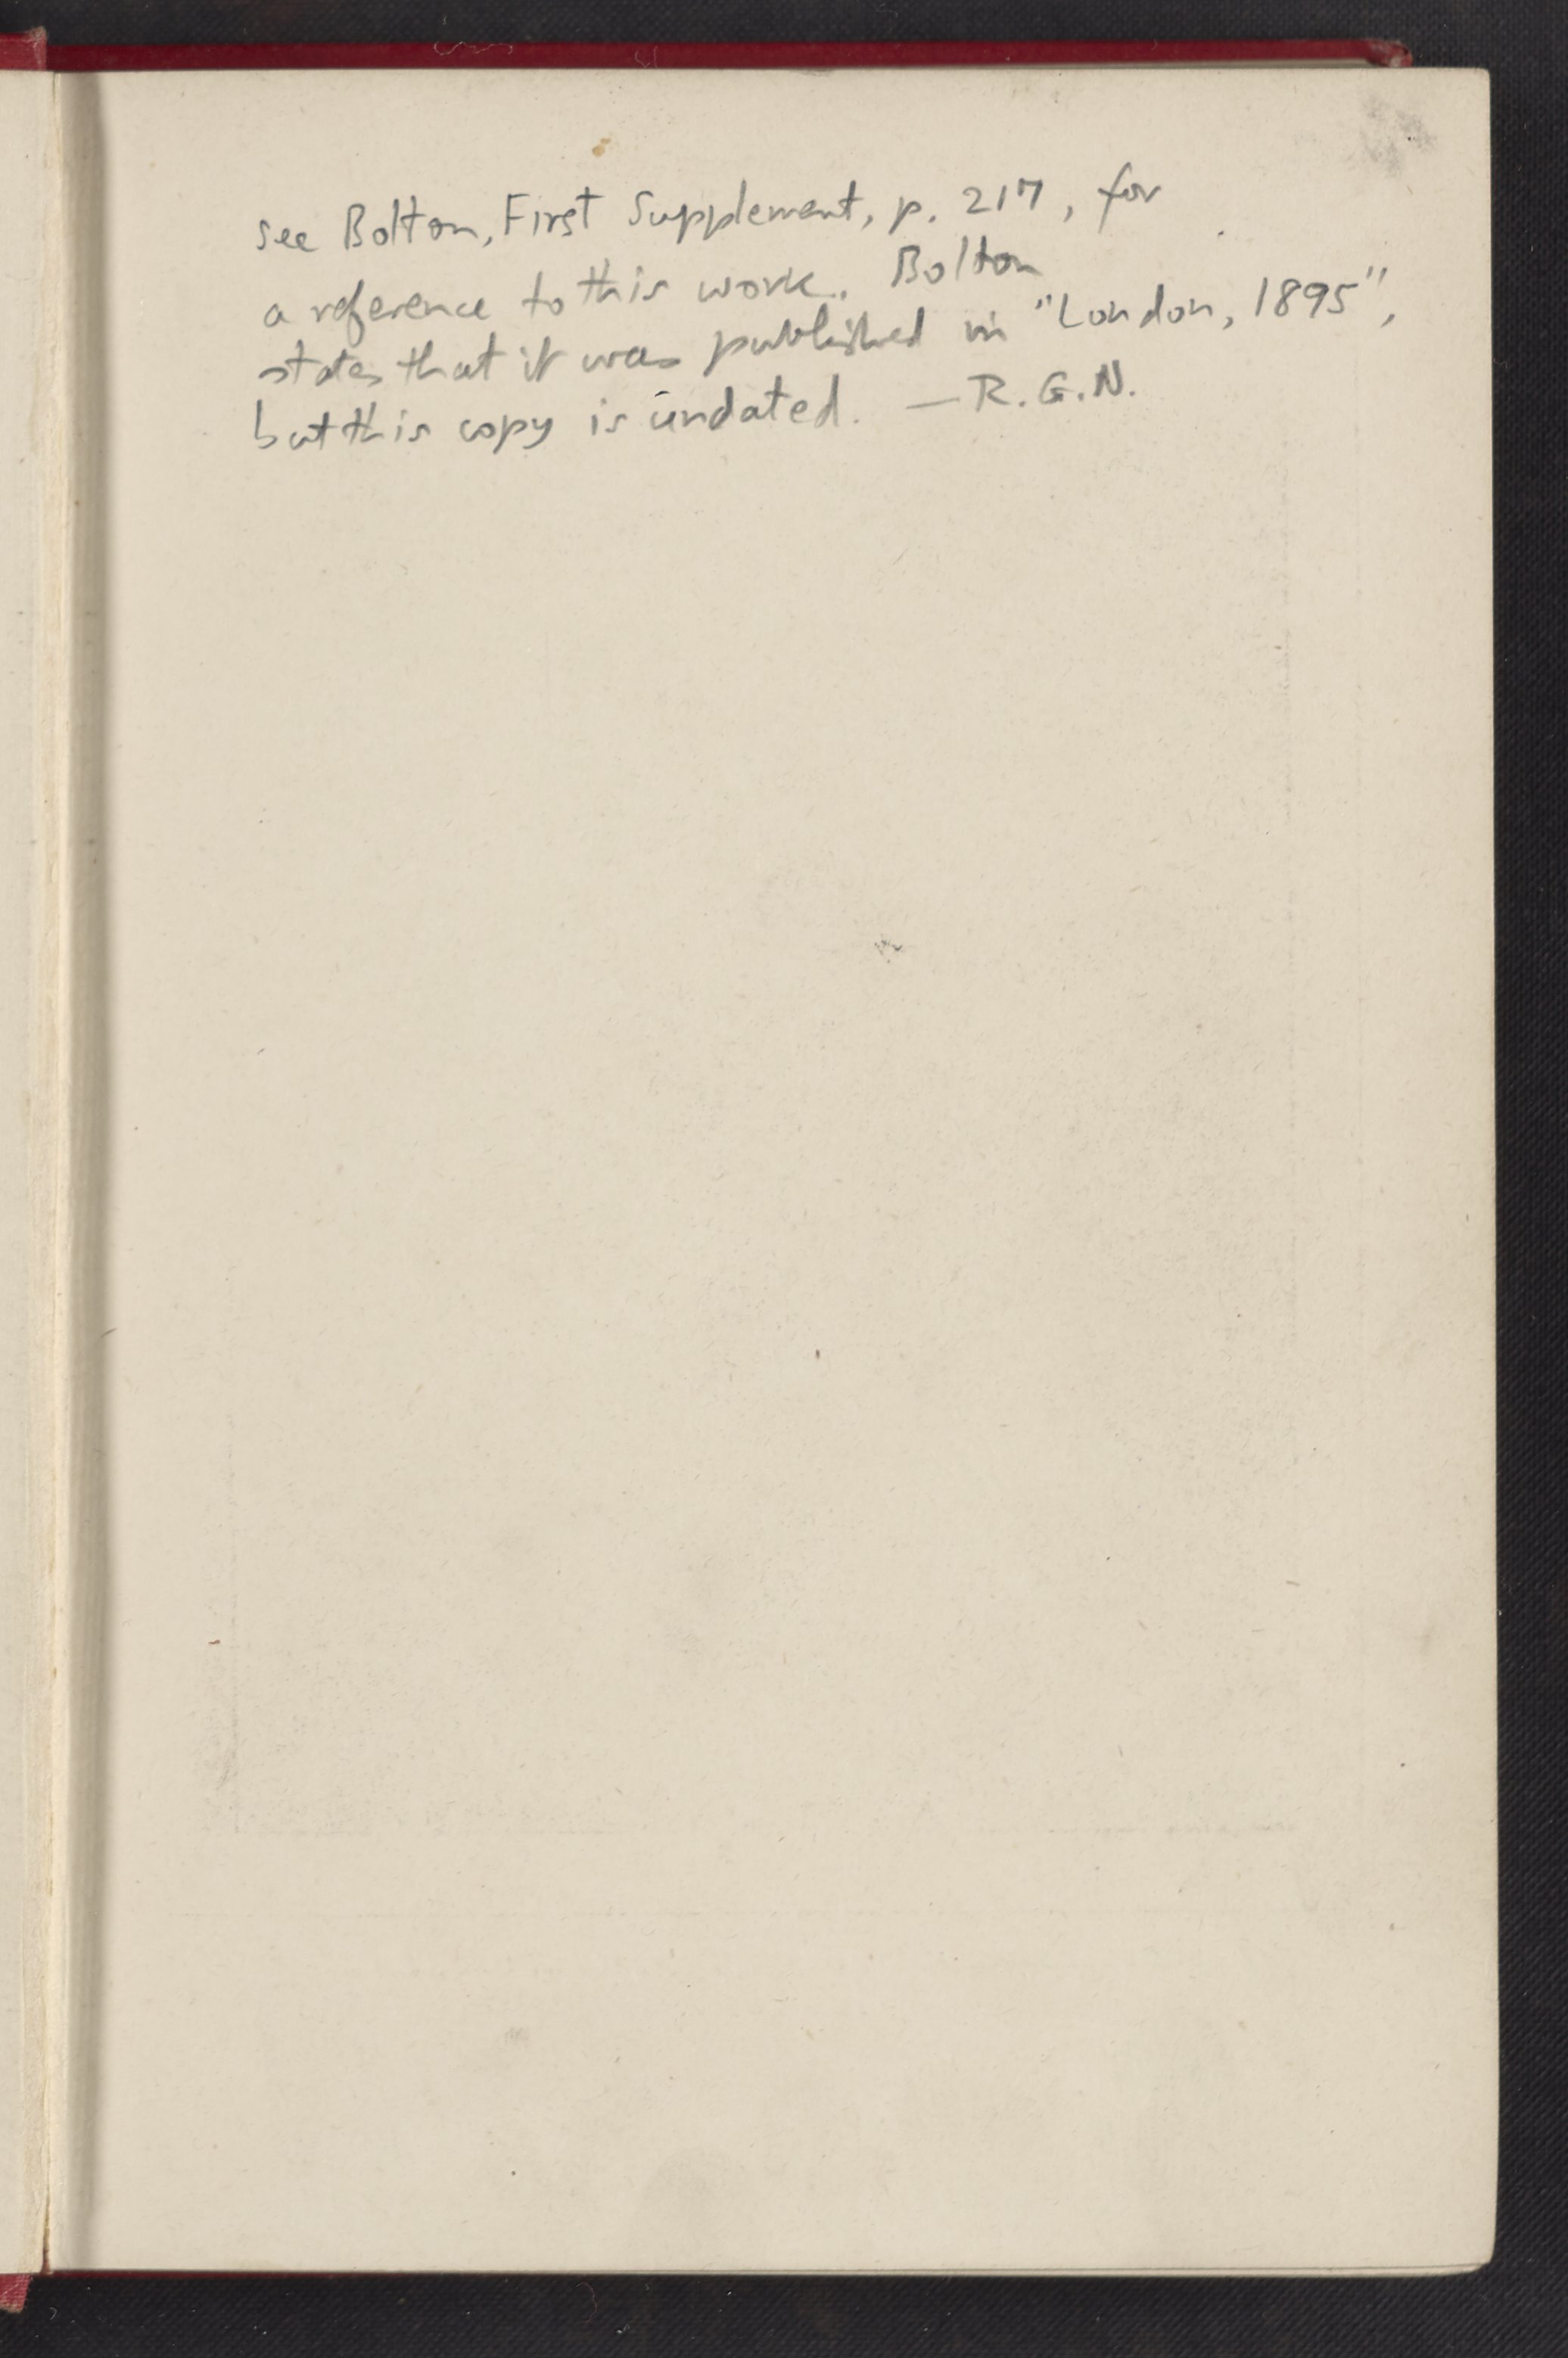 See Bolton, First Supplement, p. 217, for
a reference to this work. Bolton
states that it was published in "London, 1895",
but this copy is undated. — R.G.N.